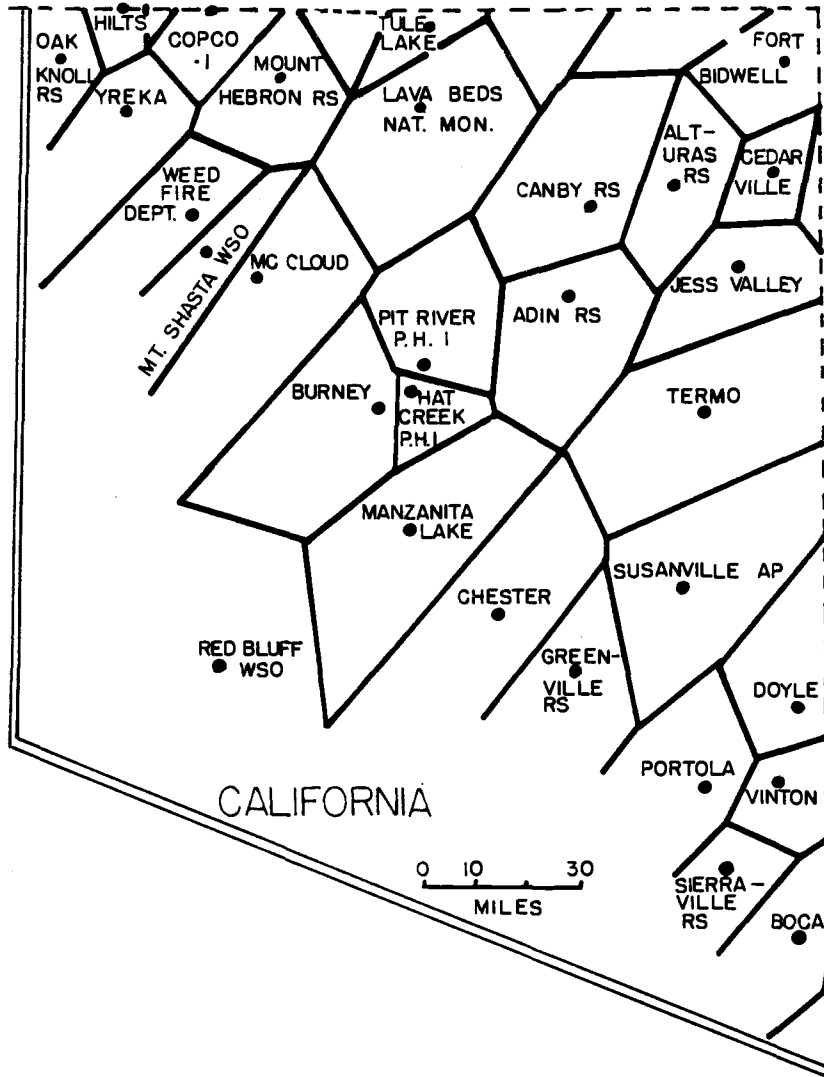 HILTS
OAK
KNOLL
RS
COPCO
-1
YREKA
MOUNT
HEBRON RS
TULE
LAKE
LAVA BEDS
NAT. MON.
FORT
BIDWELL
ALT-
URAS
RS
CEDAR
VILLE
CANBY RS
WEED
FIRE
DEPT.
MT. SHASTA WSO
MC CLOUD
JESS VALLEY
PIT RIVER
P.H. 1
ADIN RS
BURNEY
HAT
CREEK
P.H.1
TERMO
MANZANITA
LAKE
SUSANVILLE AP
CHESTER
RED BLUFF
WSO
GREEN-
VILLE
RS
DOYLE
PORTOLA
VINTON
CALIFORNIA
0 10 30
MILES
SIERRA-
VILLE
RS
BOCA